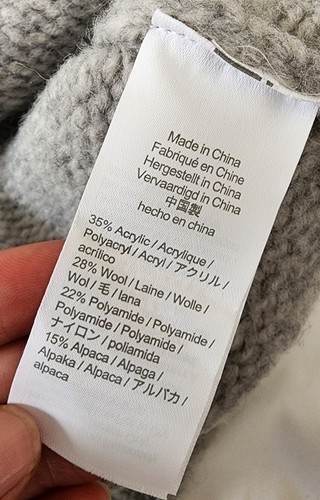 Made in China
Fabriqué en Chine
Hergestellt in China
Vervaardigd in China
中国製
hecho en china
35% Acrylic / Acrylique /
Polyacryl / Acryl / アクリル /
acrílico
28% Wool / Laine / Wolle /
Wol / 毛 / lana
22% Polyamide / Polyamide /
Polyamide / Polyamide /
ナイロン / poliamida
15% Alpaca / Alpaga /
Alpaka / Alpaca / アルパカ /
alpaca